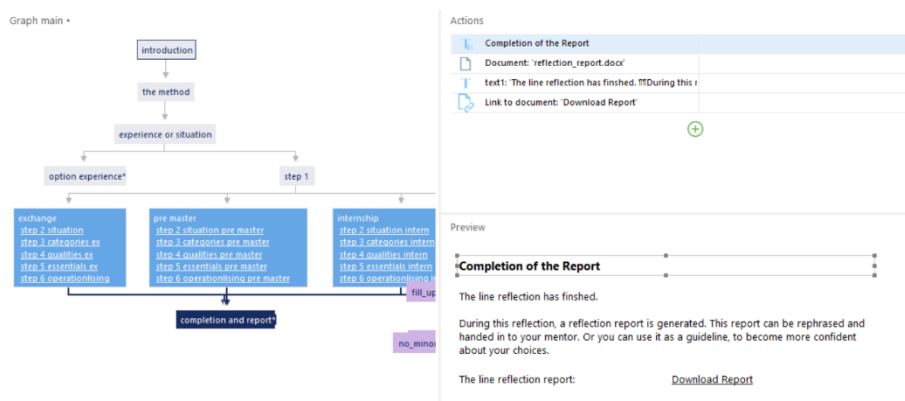 Graph main •
introduction
the method
experience or situation
option experience*
step 1
exchange
step 2 situation
step 3 categories ex
step 4 qualities ex
step 5 essentials ex
step 6 operationlising
pre master
step 2 situation pre master
step 3 categories pre master
step 4 qualities pre master
step 5 essentials pre master
step 6 operationlising pre master
internship
step 2 situation intern
step 3 categories intern
step 4 qualities intern
step 5 essentials intern
step 6 operationlising in
fill_up
completion and report*
no_minor
Actions
Completion of the Report
Document: 'reflection_report.docx'
text1: 'The line reflection has finshed. ¶¶During this r
Link to document: 'Download Report'
Preview
Completion of the Report
The line reflection has finshed.
During this reflection, a reflection report is generated. This report can be rephrased and
handed in to your mentor. Or you can use it as a guideline, to become more confident
about your choices.
The line reflection report: Download Report